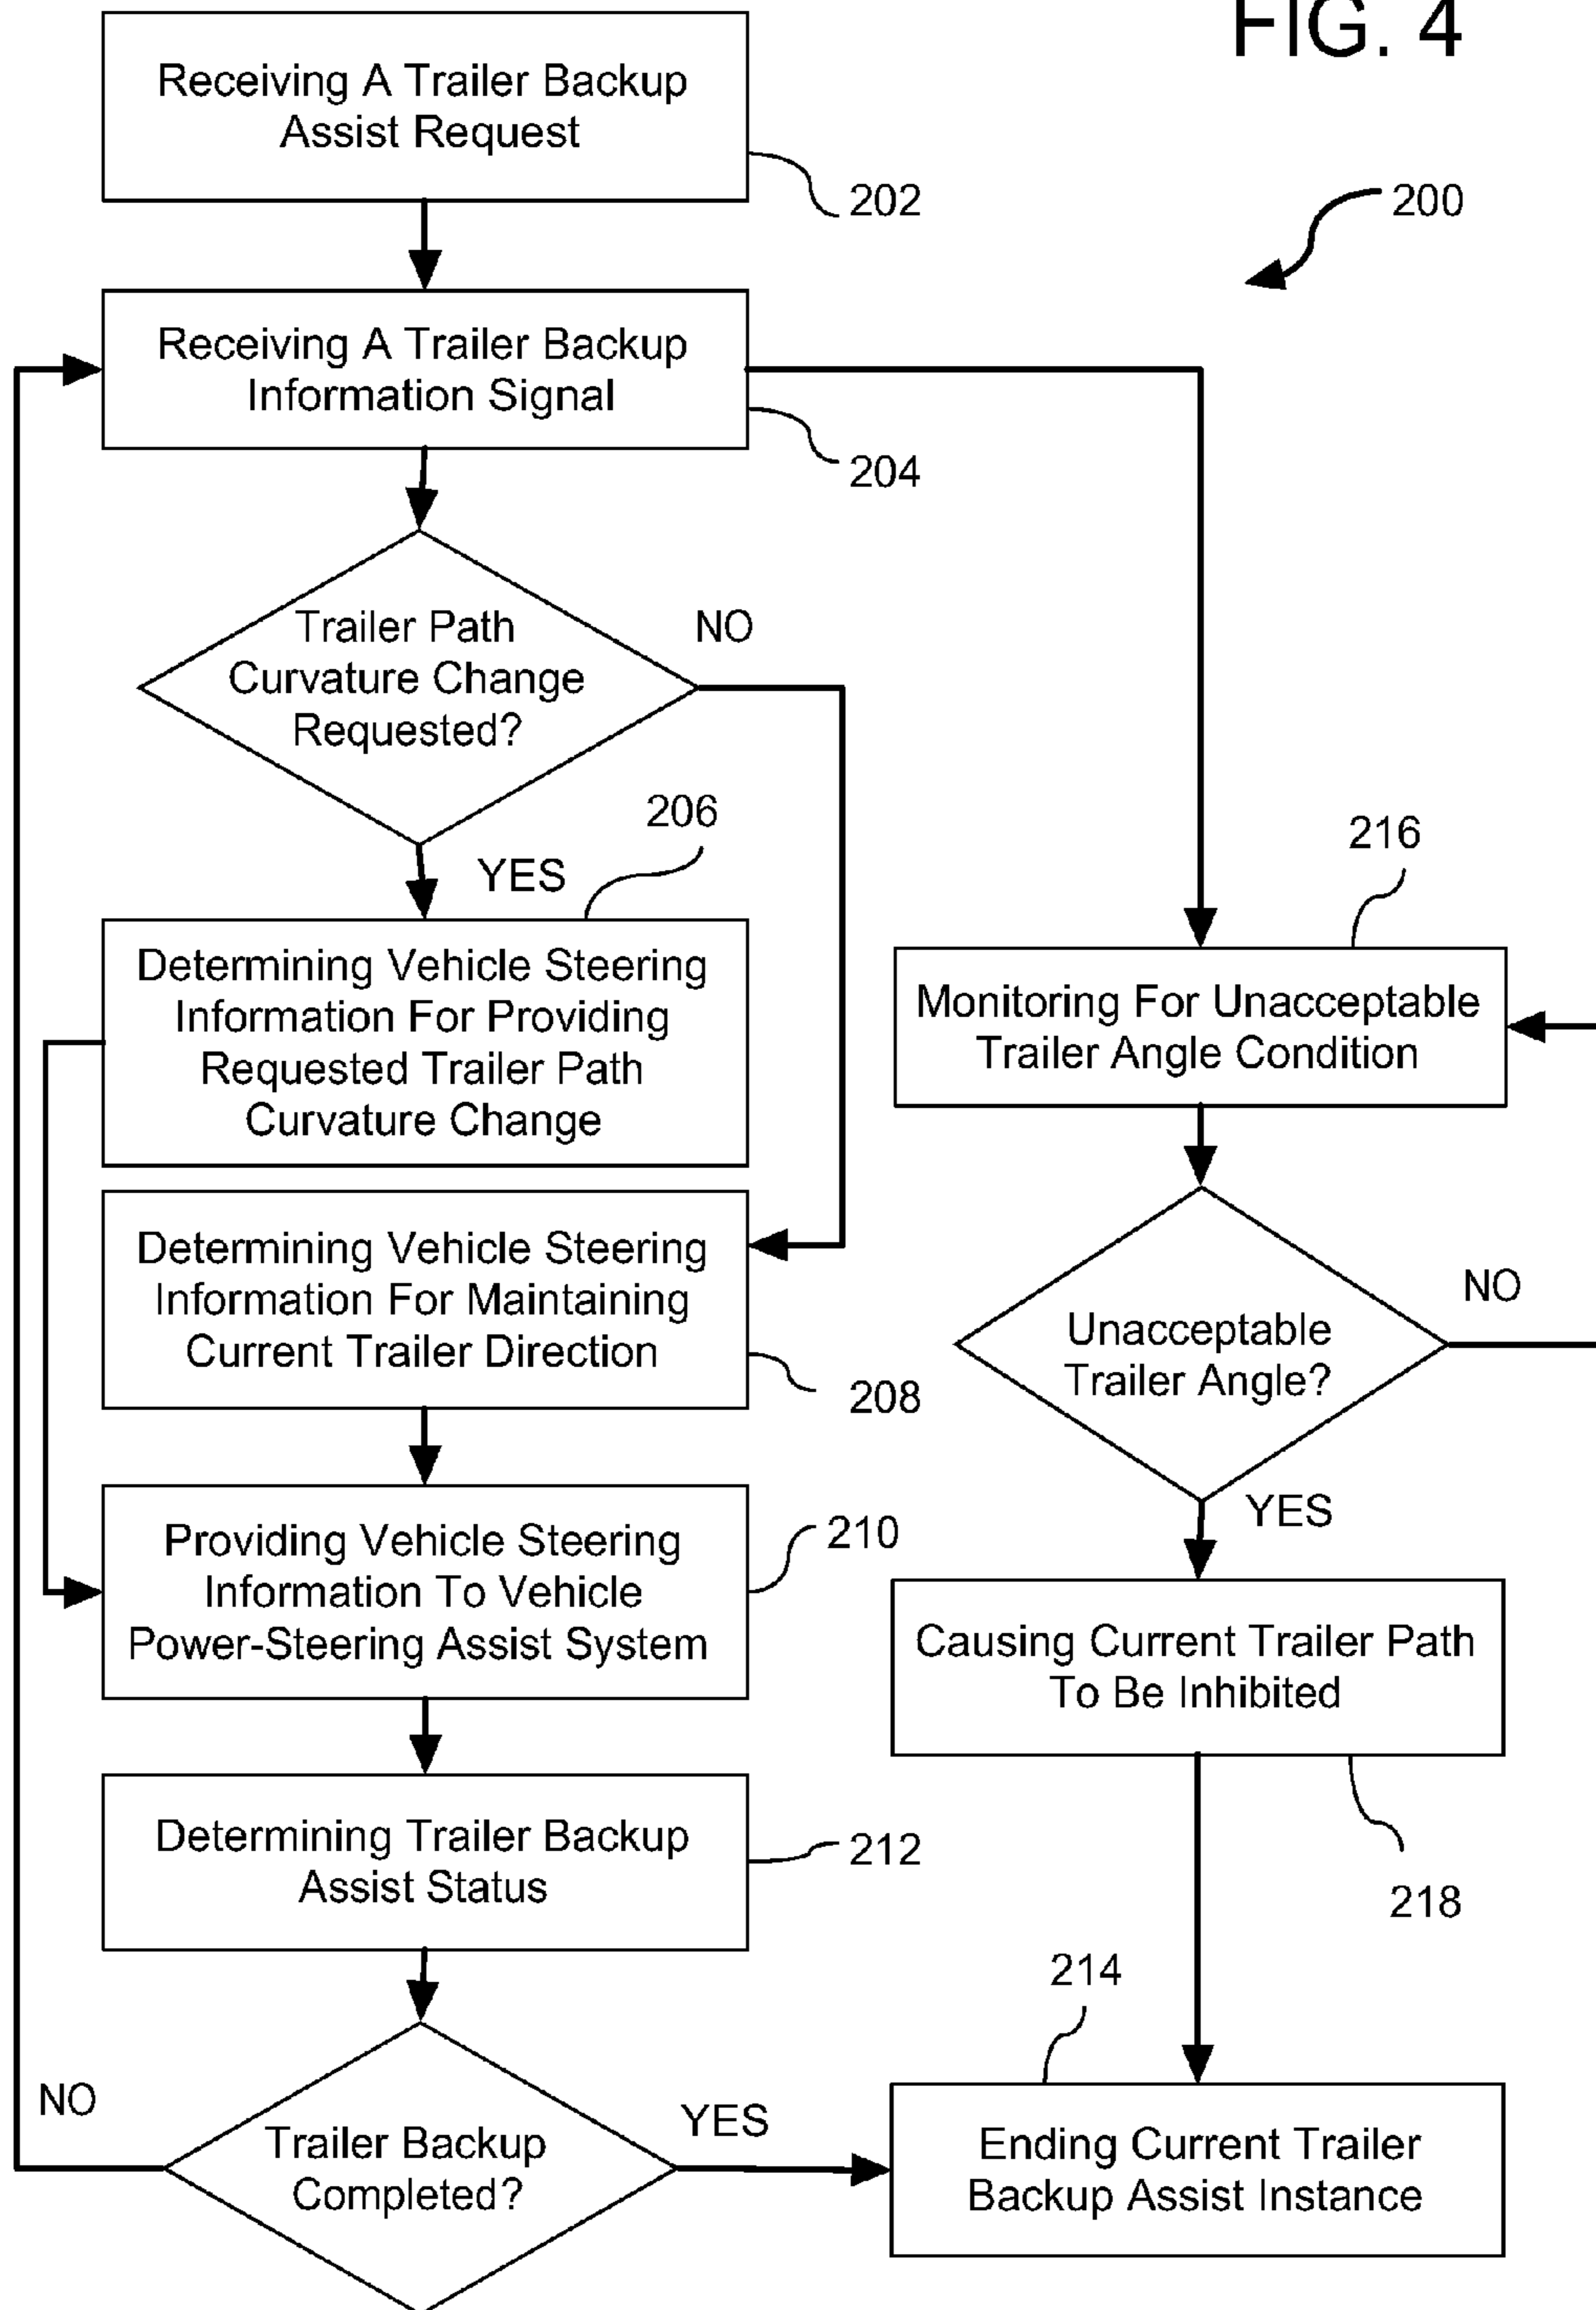 FIG. 4
200
Receiving A Trailer Backup
Assist Request
202
Receiving A Trailer Backup
Information Signal
204
Trailer Path
Curvature Change
Requested?
NO
YES
206
Determining Vehicle Steering
Information For Providing
Requested Trailer Path
Curvature Change
Determining Vehicle Steering
Information For Maintaining
Current Trailer Direction
208
Providing Vehicle Steering
Information To Vehicle
Power-Steering Assist System
210
Determining Trailer Backup
Assist Status
212
Trailer Backup
Completed?
NO
YES
216
Monitoring For Unacceptable
Trailer Angle Condition
Unacceptable
Trailer Angle?
NO
YES
Causing Current Trailer Path
To Be Inhibited
218
214
Ending Current Trailer
Backup Assist Instance